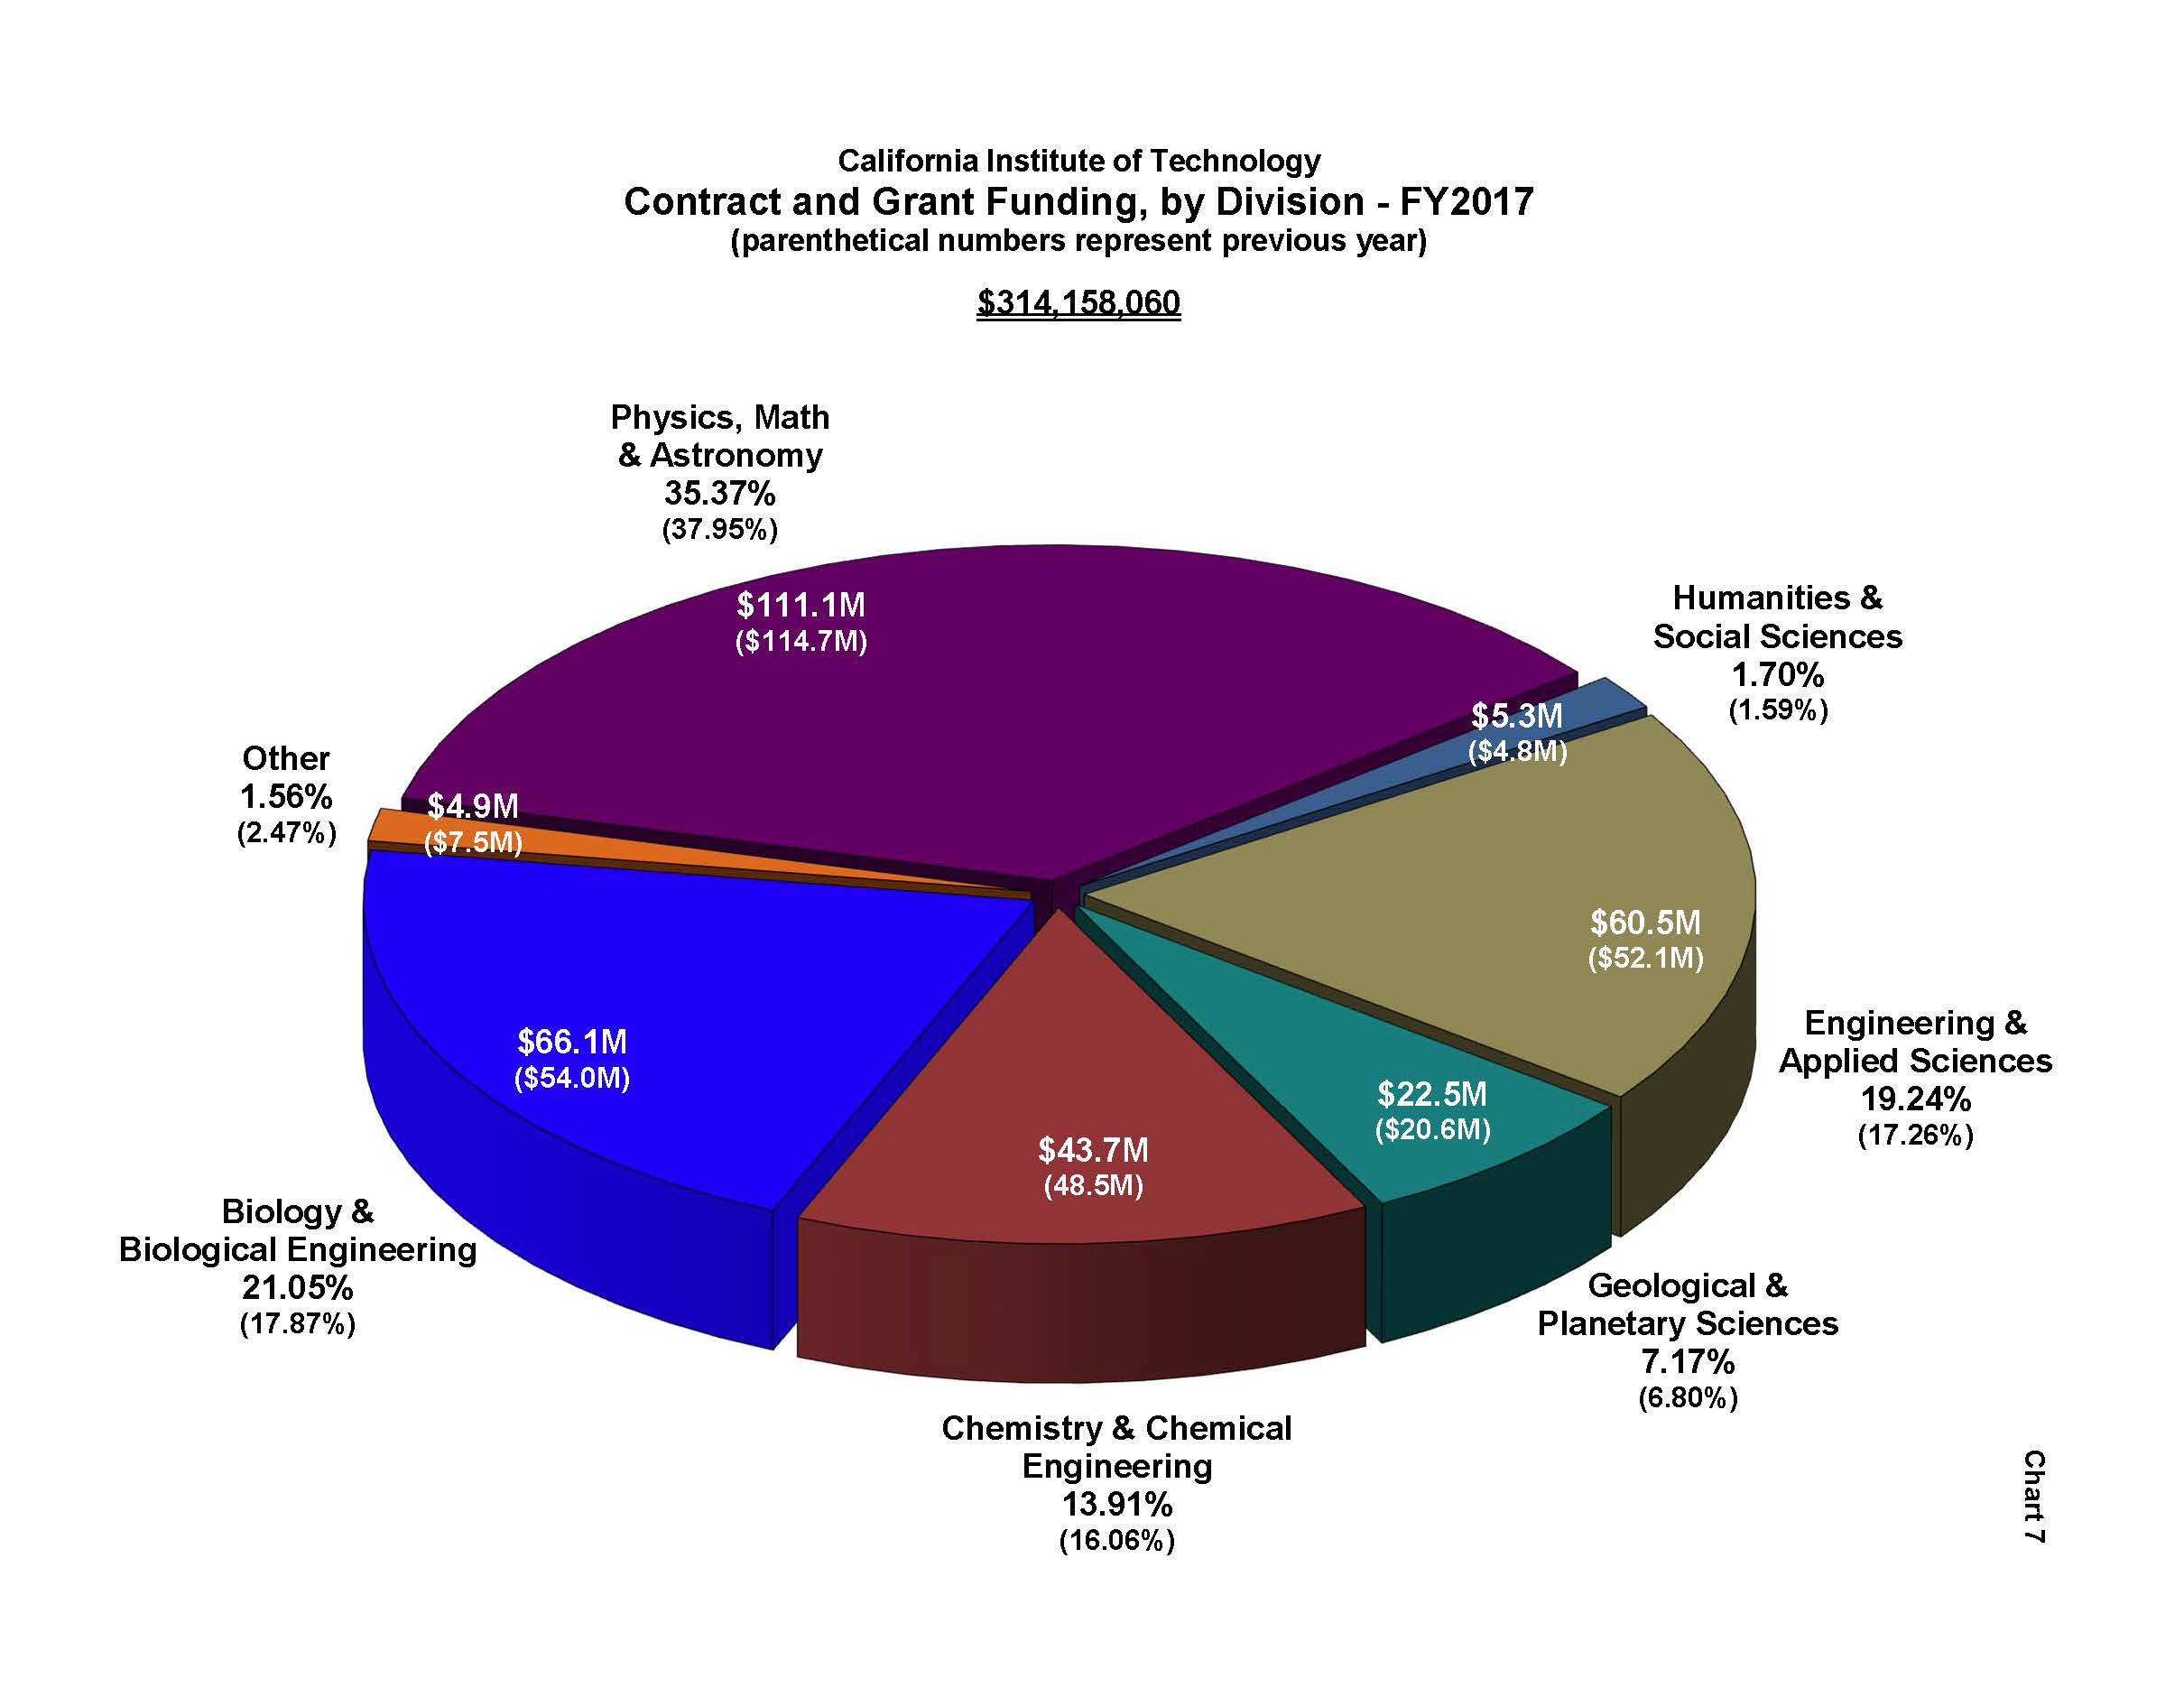 California Institute of Technology
Contract and Grant Funding, by Division - FY2017
(parenthetical numbers represent previous year)
$314,158,060
Physics, Math
& Astronomy
35.37%
(37.95%)
$111.1M
($114.7M)
Humanities &
Social Sciences
1.70%
(1.59%)
$5.3M
($4.8M)
Other
1.56%
(2.47%)
$4.9M
($7.5M)
$60.5M
($52.1M)
Engineering &
Applied Sciences
19.24%
(17.26%)
$66.1M
($54.0M)
$22.5M
($20.6M)
$43.7M
(48.5M)
Biology &
Biological Engineering
21.05%
(17.87%)
Geological &
Planetary Sciences
7.17%
(6.80%)
Chemistry & Chemical
Engineering
13.91%
(16.06%)
Chart 7